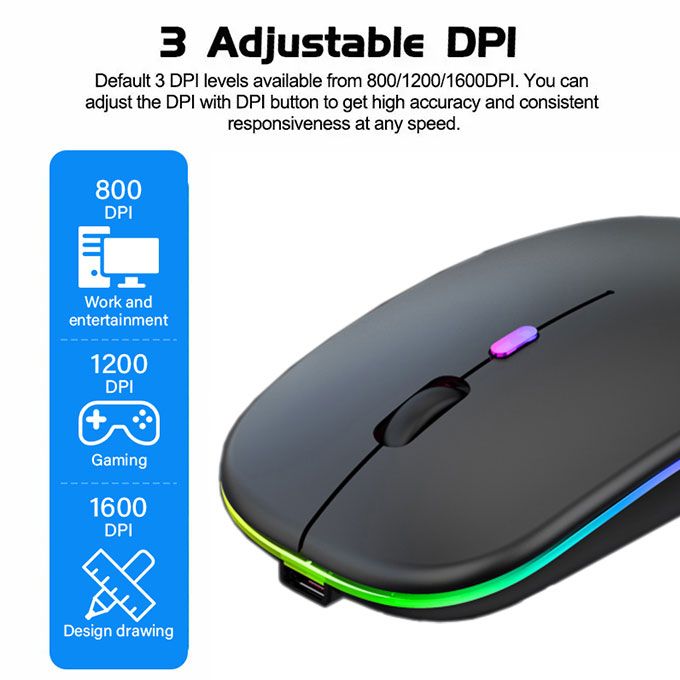 3 Adjustable DPI
Default 3 DPI levels available from 800/1200/1600DPI. You can
adjust the DPI with DPI button to get high accuracy and consistent
responsiveness at any speed.
800
DPI
Work and
entertainment
1200
DPI
Gaming
1600
DPI
Design drawing